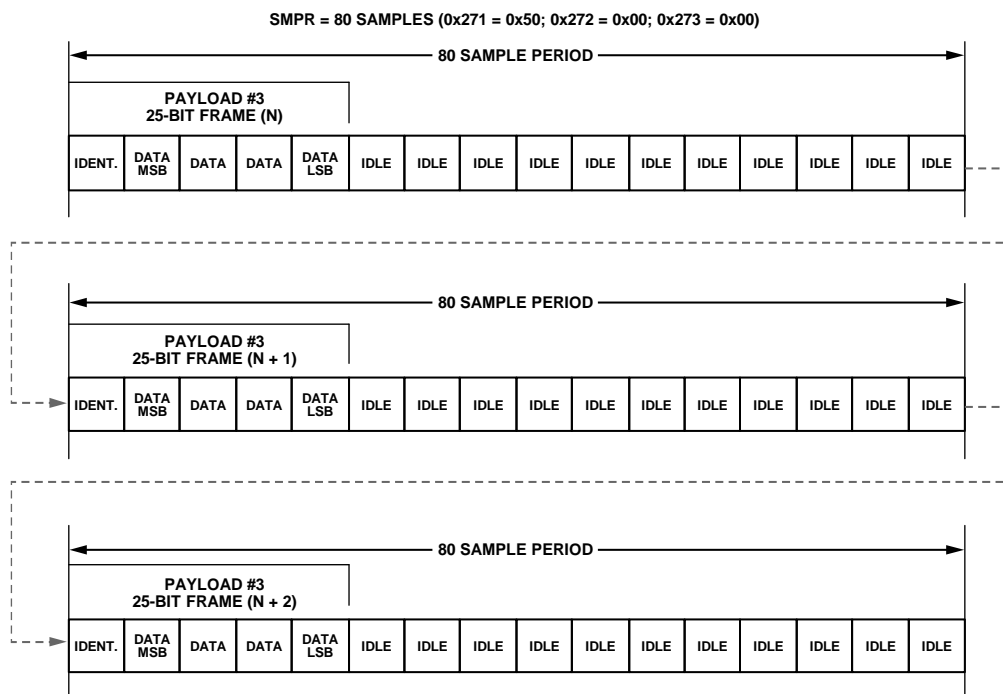 SMPR = 80 SAMPLES (0x271 = 0x50; 0x272 = 0x00; 0x273 = 0x00)
80 SAMPLE PERIOD
PAYLOAD #3
25-BIT FRAME (N)
IDENT. DATA MSB DATA DATA DATA LSB IDLE IDLE IDLE IDLE IDLE IDLE IDLE IDLE IDLE IDLE IDLE
80 SAMPLE PERIOD
PAYLOAD #3
25-BIT FRAME (N + 1)
IDENT. DATA MSB DATA DATA DATA LSB IDLE IDLE IDLE IDLE IDLE IDLE IDLE IDLE IDLE IDLE IDLE
80 SAMPLE PERIOD
PAYLOAD #3
25-BIT FRAME (N + 2)
IDENT. DATA MSB DATA DATA DATA LSB IDLE IDLE IDLE IDLE IDLE IDLE IDLE IDLE IDLE IDLE IDLE